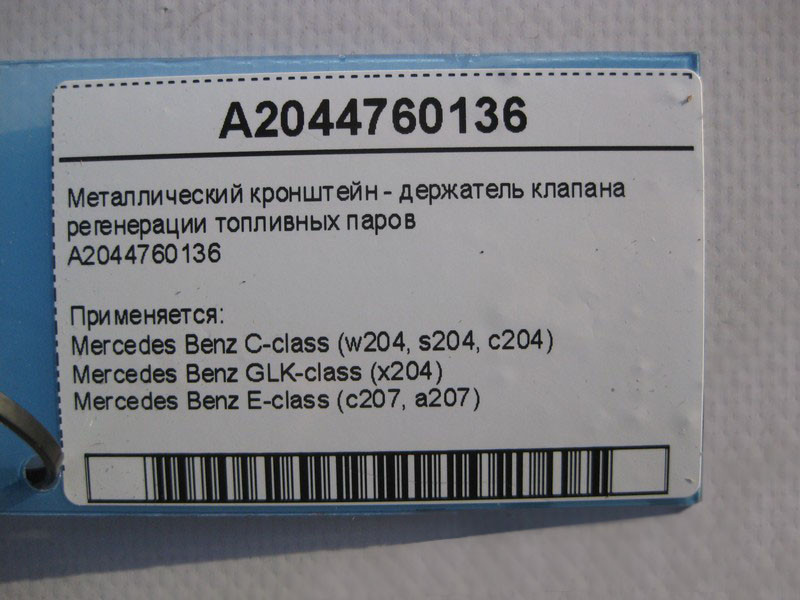 A2044760136
Металлический кронштейн - держатель клапана
регенерации топливных паров
A2044760136
Применяется:
Mercedes Benz C-class (w204, s204, c204)
Mercedes Benz GLK-class (x204)
Mercedes Benz E-class (c207, a207)